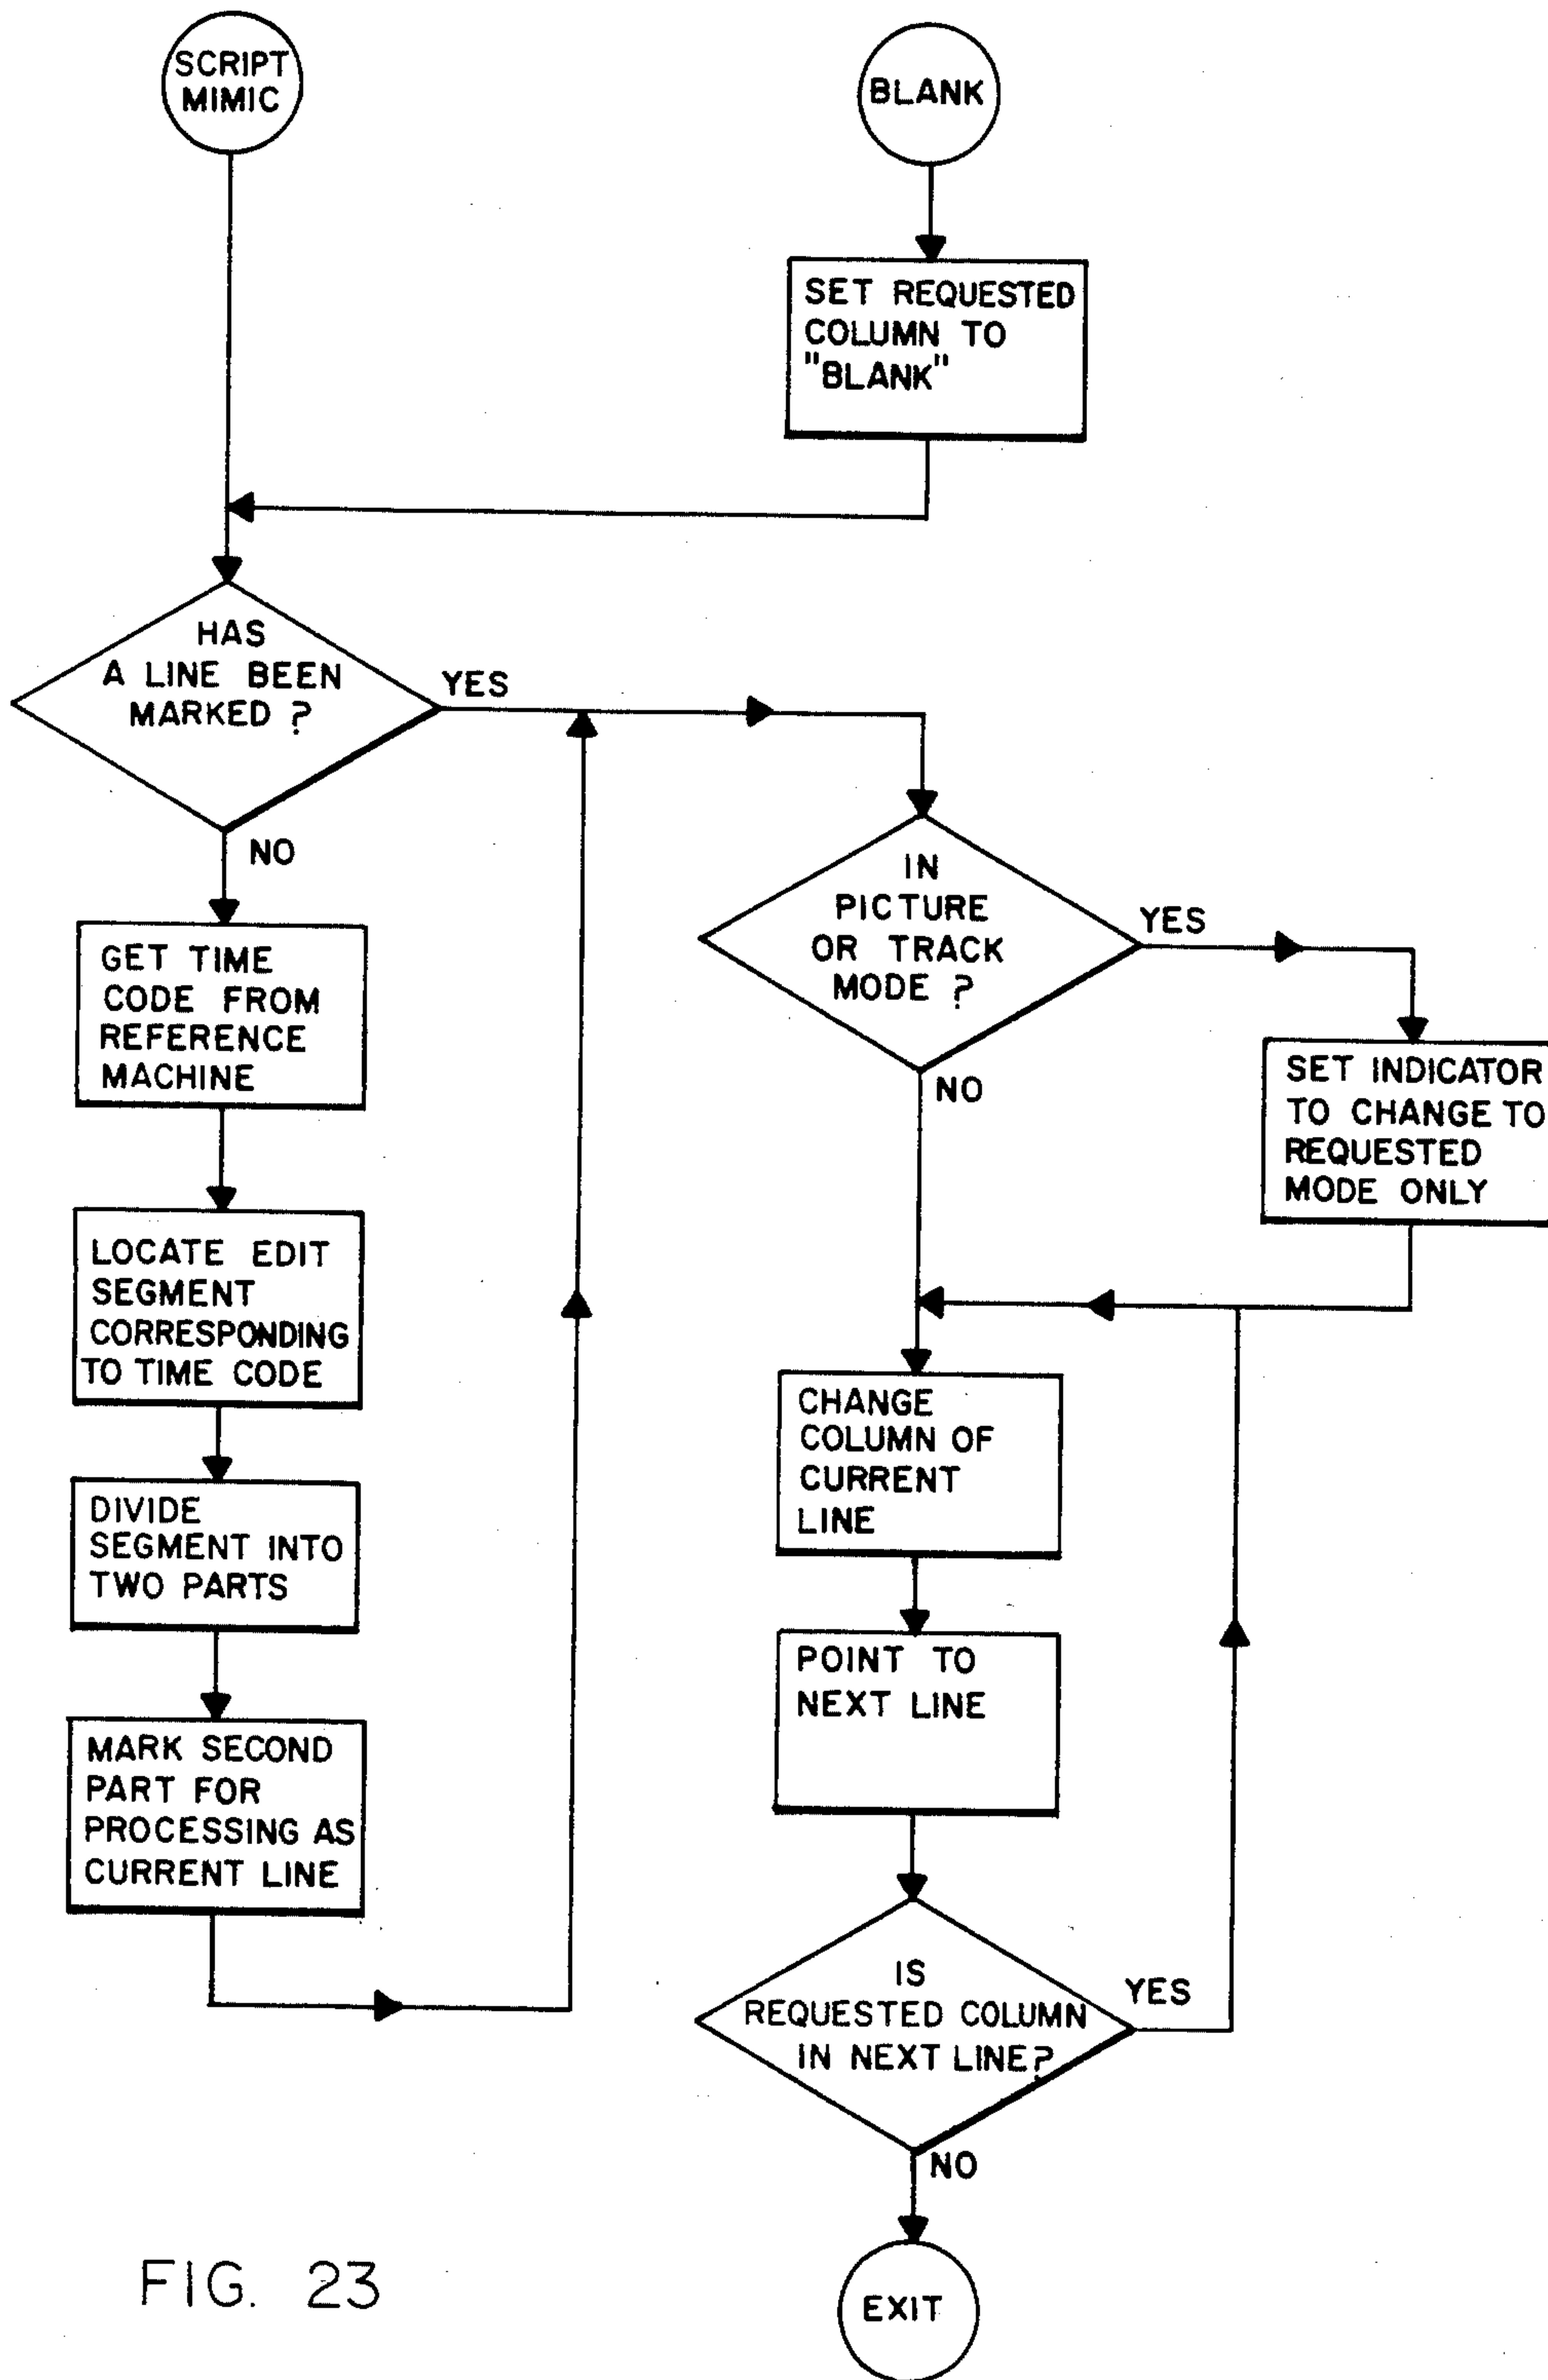 SCRIPT
MIMIC
BLANK
SET REQUESTED
COLUMN TO
"BLANK"
HAS
A LINE BEEN
MARKED ?
YES
NO
GET TIME
CODE FROM
REFERENCE
MACHINE
LOCATE EDIT
SEGMENT
CORRESPONDING
TO TIME CODE
DIVIDE
SEGMENT INTO
TWO PARTS
MARK SECOND
PART FOR
PROCESSING AS
CURRENT LINE
IN
PICTURE
OR TRACK
MODE ?
YES
NO
SET INDICATOR
TO CHANGE TO
REQUESTED
MODE ONLY
CHANGE
COLUMN OF
CURRENT
LINE
POINT TO
NEXT LINE
IS
REQUESTED COLUMN
IN NEXT LINE?
YES
NO
EXIT
FIG. 23